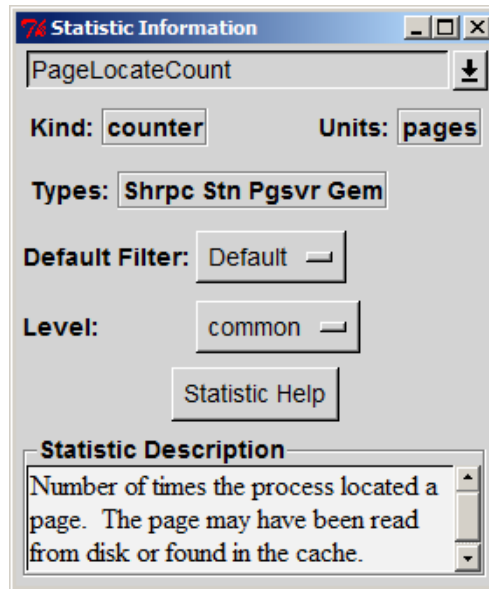 Statistic Information
PageLocateCount
Kind: counter Units: pages
Types: Shrpc Stn Pgsvr Gem
Default Filter: Default
Level: common
Statistic Help
Statistic Description
Number of times the process located a
page. The page may have been read
from disk or found in the cache.